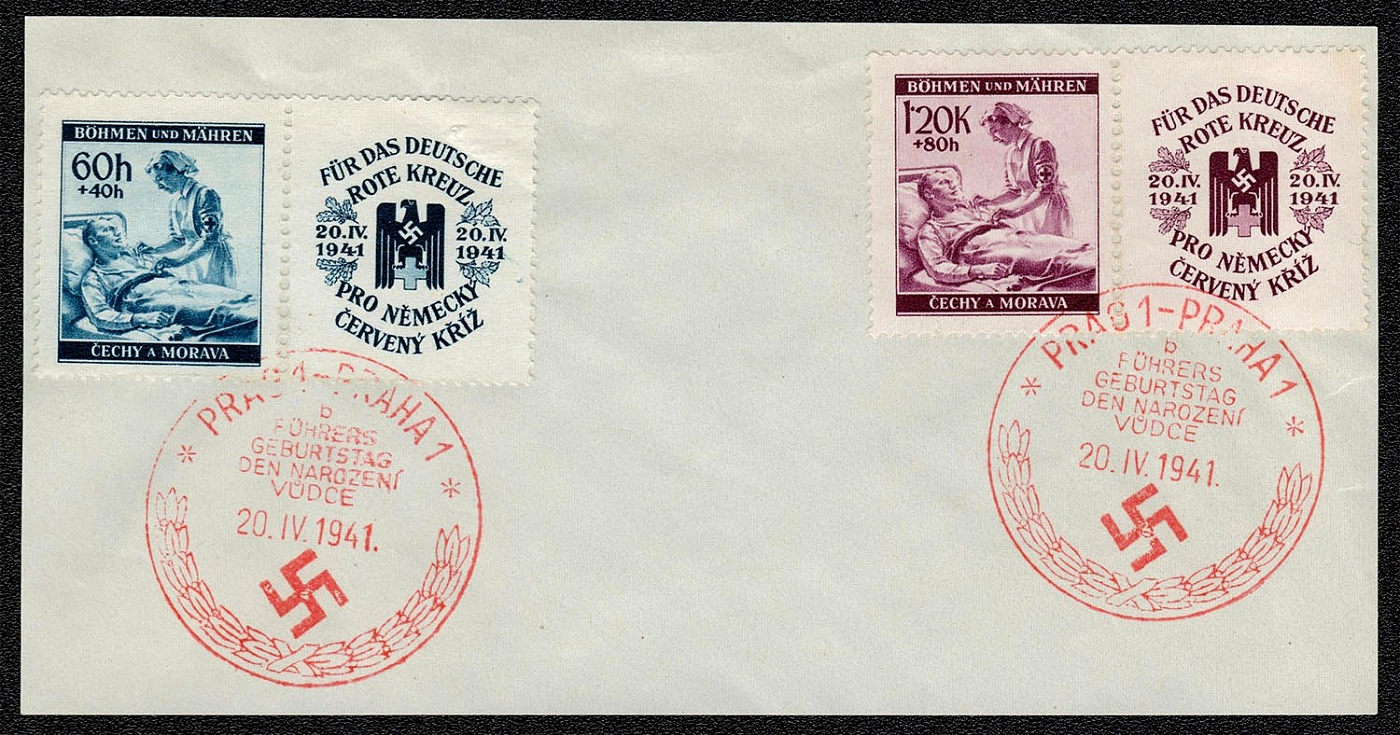 BÖHMEN UND MÄHREN
60h
+40h
ČECHY A MORAVA
FÜR DAS DEUTSCHE
ROTE KREUZ
20.IV. 20.IV.
1941 1941
PRO NĚMECKÝ
ČERVENÝ KŘÍŽ
PRAG 1-PRAHA 1
b
FÜHRERS
GEBURTSTAG
DEN NAROZENÍ
VŮDCE
20. IV. 1941.
BÖHMEN UND MÄHREN
1·20K
+80h
ČECHY A MORAVA
FÜR DAS DEUTSCHE
ROTE KREUZ
20.IV. 20.IV.
1941 1941
PRO NĚMECKÝ
ČERVENÝ KŘÍŽ
PRAG 1-PRAHA 1
b
FÜHRERS
GEBURTSTAG
DEN NAROZENÍ
VŮDCE
20. IV. 1941.